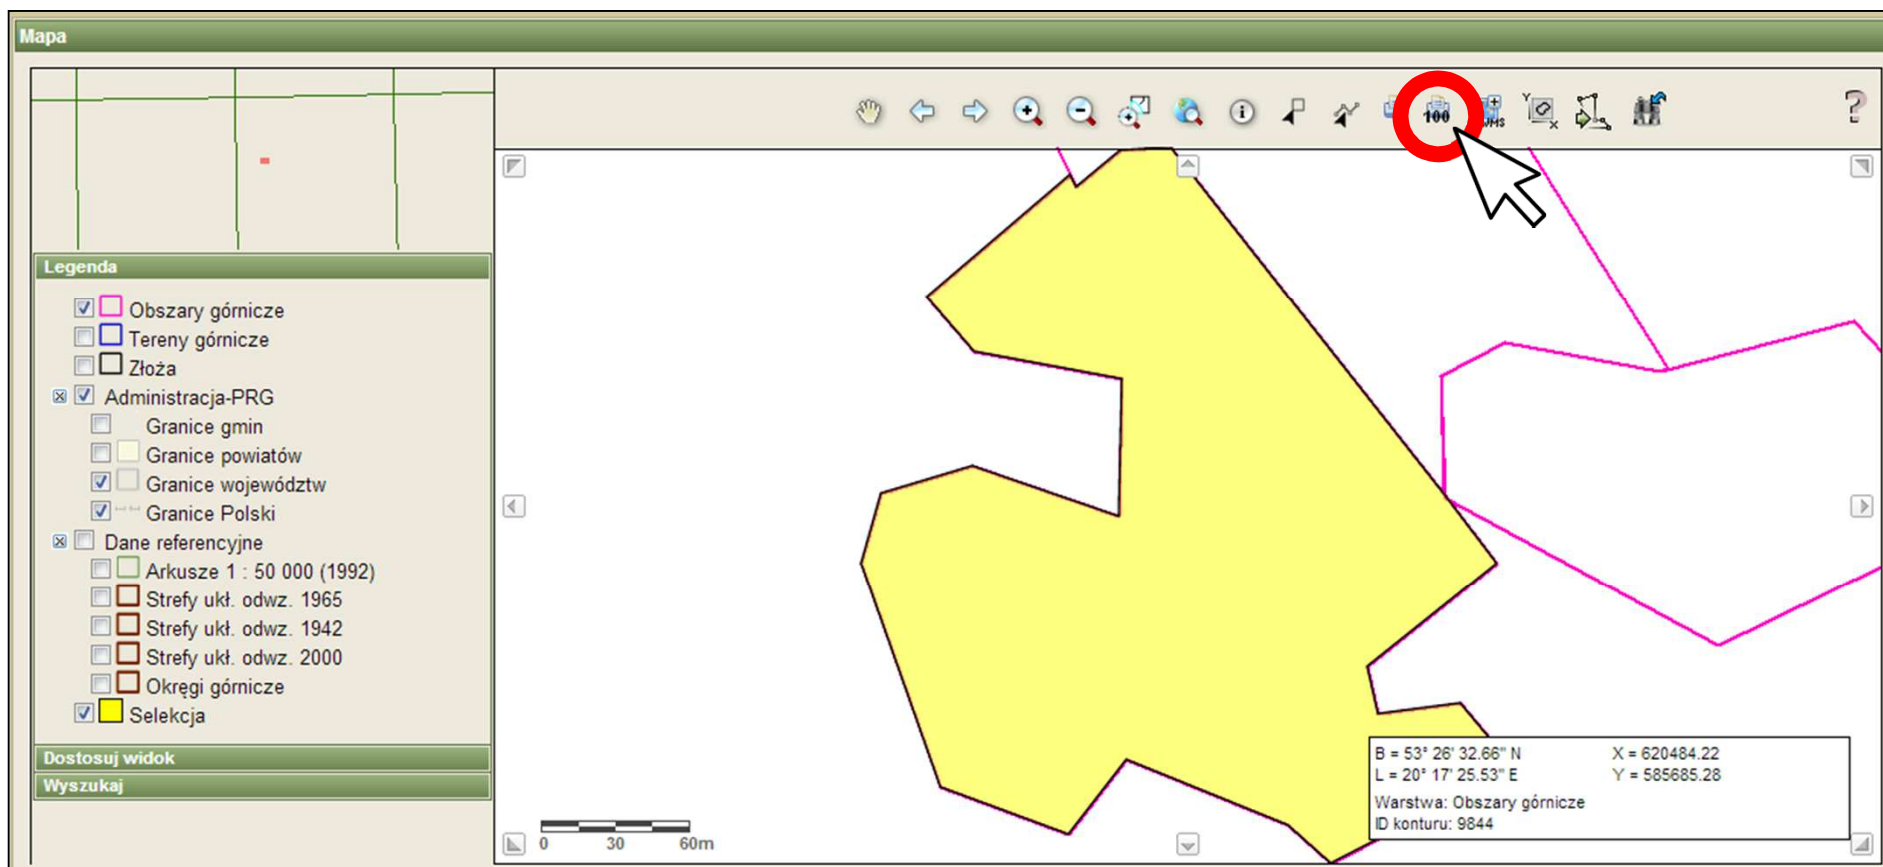 Mapa
100
WMS
Y
x
?
Legenda
Obszary górnicze
Tereny górnicze
Złoża
Administracja-PRG
Granice gmin
Granice powiatów
Granice województw
Granice Polski
Dane referencyjne
Arkusze 1 : 50 000 (1992)
Strefy ukł. odwz. 1965
Strefy ukł. odwz. 1942
Strefy ukł. odwz. 2000
Okręgi górnicze
Selekcja
Dostosuj widok
Wyszukaj
0 30 60m
B = 53° 26' 32.66" N X = 620484.22
L = 20° 17' 25.53" E Y = 585685.28
Warstwa: Obszary górnicze
ID konturu: 9844